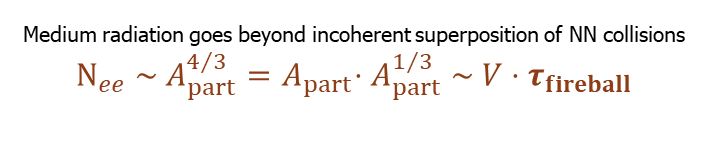 Medium radiation goes beyond incoherent superposition of NN collisions
N_ee ~ A_part^4/3 = A_part · A_part^1/3 ~ V · τ_fireball